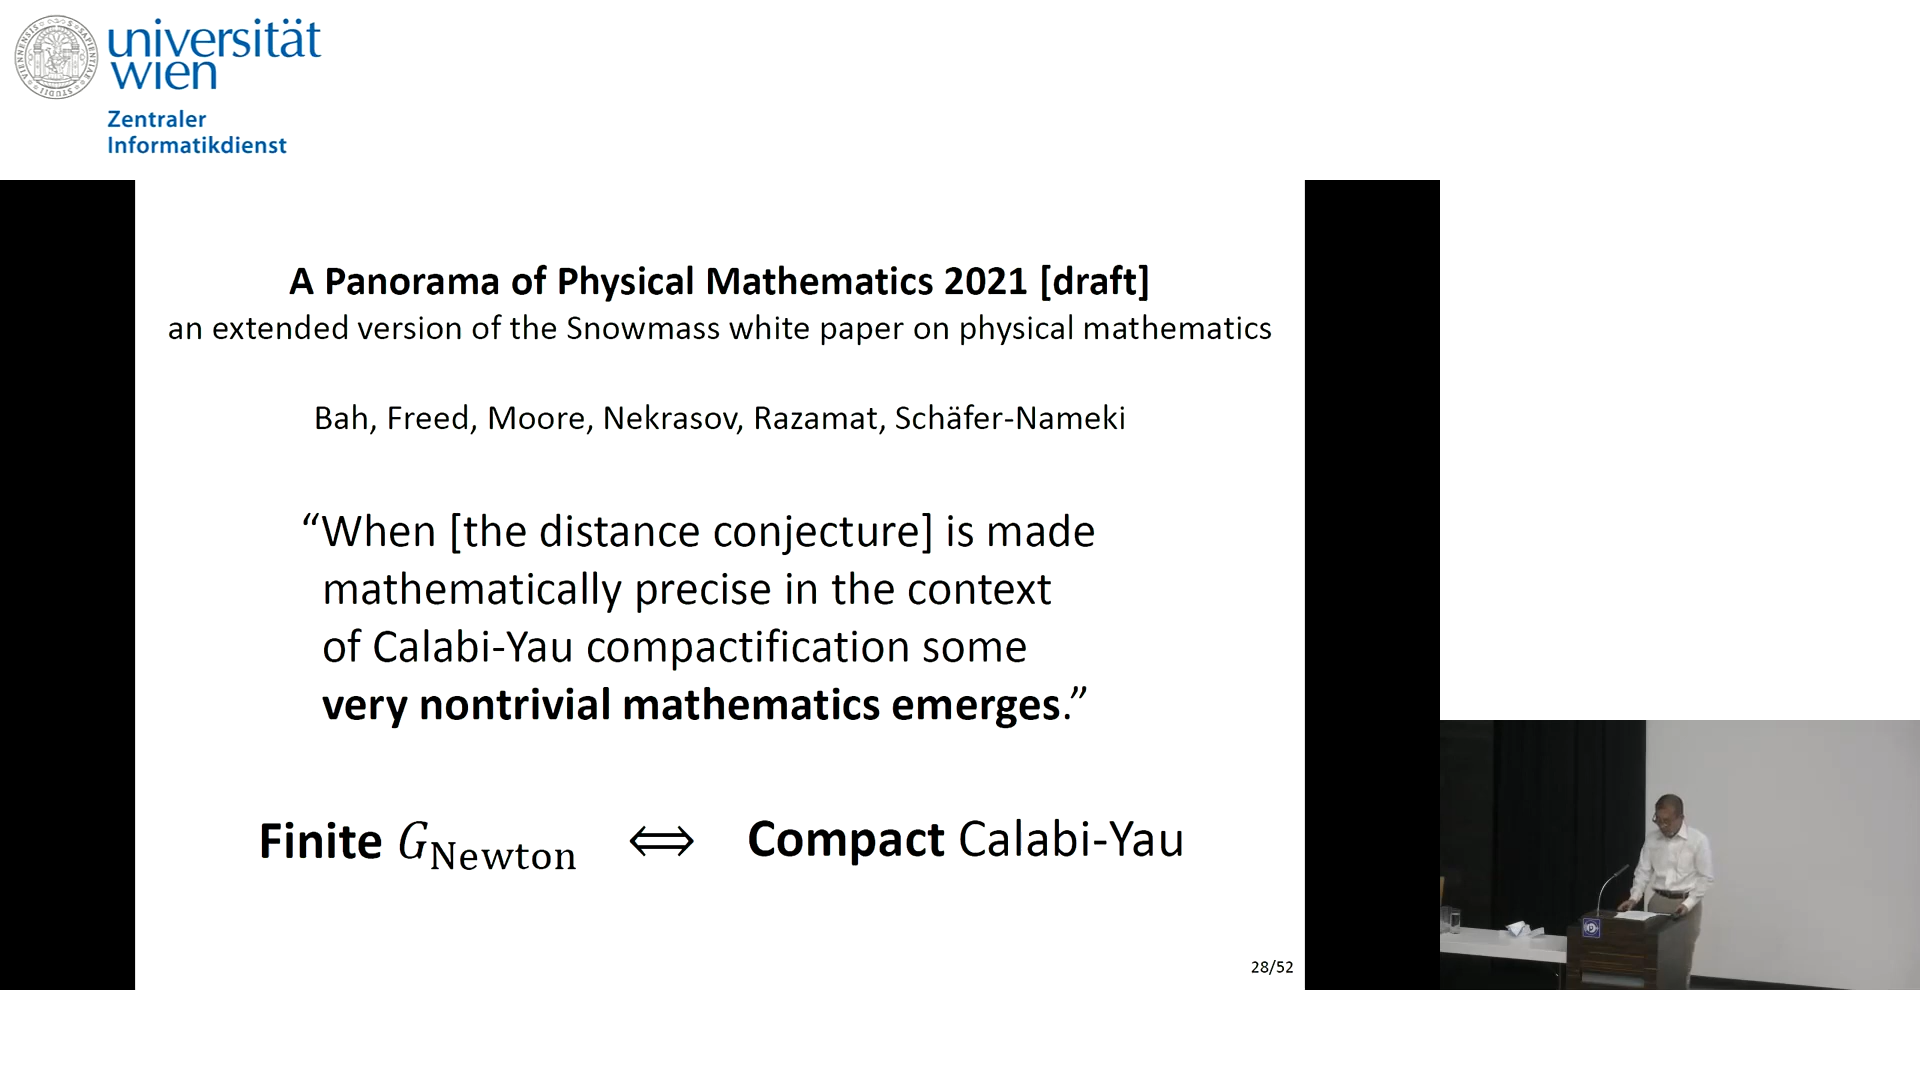 universität
wien
Zentraler
Informatikdienst
A Panorama of Physical Mathematics 2021 [draft]
an extended version of the Snowmass white paper on physical mathematics
Bah, Freed, Moore, Nekrasov, Razamat, Schäfer-Nameki
“When [the distance conjecture] is made
mathematically precise in the context
of Calabi-Yau compactification some
very nontrivial mathematics emerges.”
Finite G_Newton ⟺ Compact Calabi-Yau
28/52